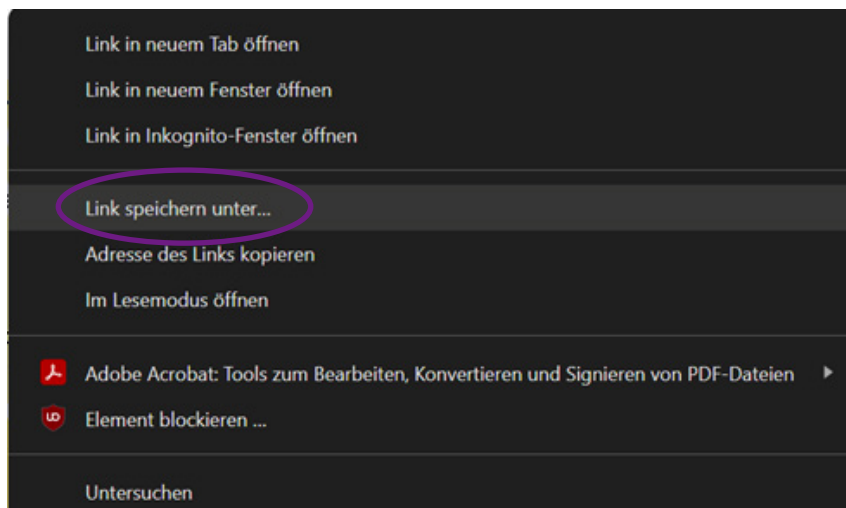 Link in neuem Tab öffnen
Link in neuem Fenster öffnen
Link in Inkognito-Fenster öffnen
Link speichern unter...
Adresse des Links kopieren
Im Lesemodus öffnen
Adobe Acrobat: Tools zum Bearbeiten, Konvertieren und Signieren von PDF-Dateien
Element blockieren ...
Untersuchen